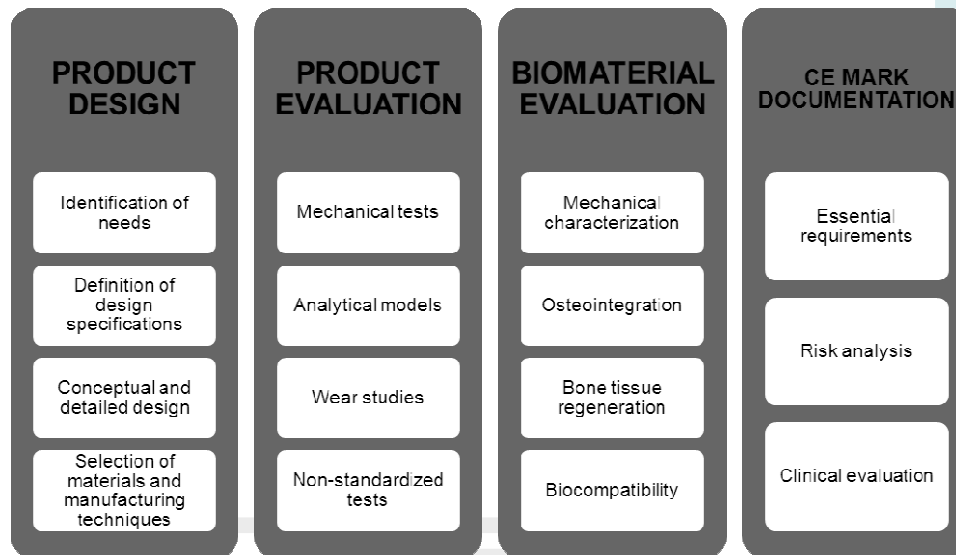 PRODUCT
DESIGN
Identification of
needs
Definition of
design
specifications
Conceptual and
detailed design
Selection of
materials and
manufacturing
techniques
PRODUCT
EVALUATION
Mechanical tests
Analytical models
Wear studies
Non-standardized
tests
BIOMATERIAL
EVALUATION
Mechanical
characterization
Osteointegration
Bone tissue
regeneration
Biocompatibility
CE MARK
DOCUMENTATION
Essential
requirements
Risk analysis
Clinical evaluation